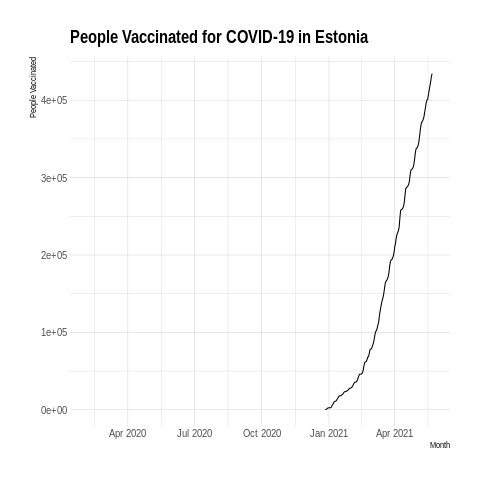 People Vaccinated for COVID-19 in Estonia
People Vaccinated
4e+05
3e+05
2e+05
1e+05
0e+00
Apr 2020 Jul 2020 Oct 2020 Jan 2021 Apr 2021
Month